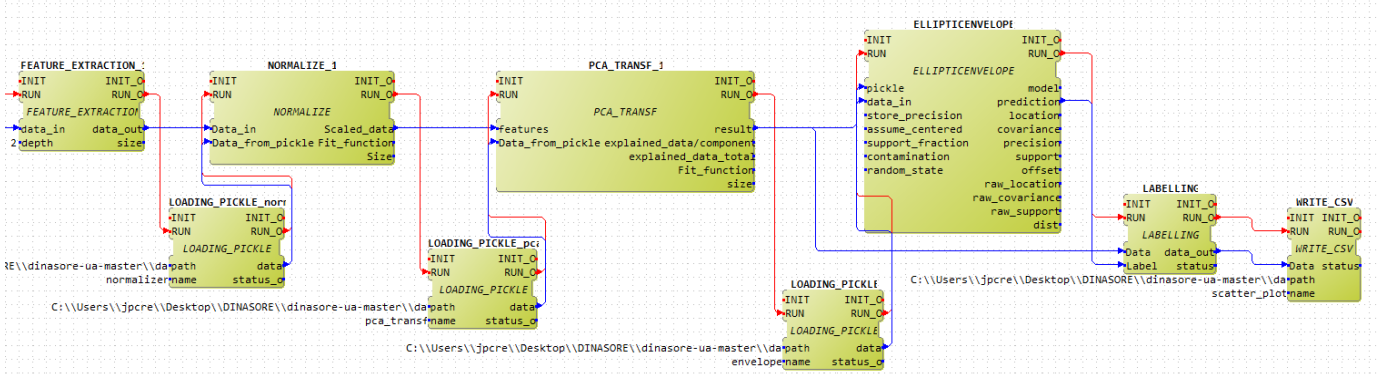 FEATURE_EXTRACTION_1
INIT INIT_O
RUN RUN_O
FEATURE_EXTRACTION
data_in data_out
2 depth size
NORMALIZE_1
INIT INIT_O
RUN RUN_O
NORMALIZE
Data_in Scaled_data
Data_from_pickle Fit_function
Size
PCA_TRANSF_1
INIT INIT_O
RUN RUN_O
PCA_TRANSF
features result
Data_from_pickle explained_data/component
explained_data_total
Fit_function
size
ELLIPTICENVELOPE
INIT INIT_O
RUN RUN_O
ELLIPTICENVELOPE
pickle model
data_in prediction
store_precision location
assume_centered covariance
support_fraction precision
contamination support
random_state offset
raw_location
raw_covariance
raw_support
dist
LOADING_PICKLE_norm
INIT INIT_O
RUN RUN_O
LOADING_PICKLE
RE\\dinasore-ua-master\\da path data
normalizer name status_o
LOADING_PICKLE_pca
INIT INIT_O
RUN RUN_O
LOADING_PICKLE
C:\\Users\\jpcre\\Desktop\\DINASORE\\dinasore-ua-master\\da path data
pca_transf name status_o
LOADING_PICKLE
INIT INIT_O
RUN RUN_O
LOADING_PICKLE
C:\\Users\\jpcre\\Desktop\\DINASORE\\dinasore-ua-master\\da path data
envelope name status_o
LABELLING
INIT INIT_O
RUN RUN_O
LABELLING
Data data_out
Label status
WRITE_CSV
INIT INIT_O
RUN RUN_O
WRITE_CSV
Data status
C:\\Users\\jpcre\\Desktop\\DINASORE\\dinasore-ua-master\\da path
scatter_plot name